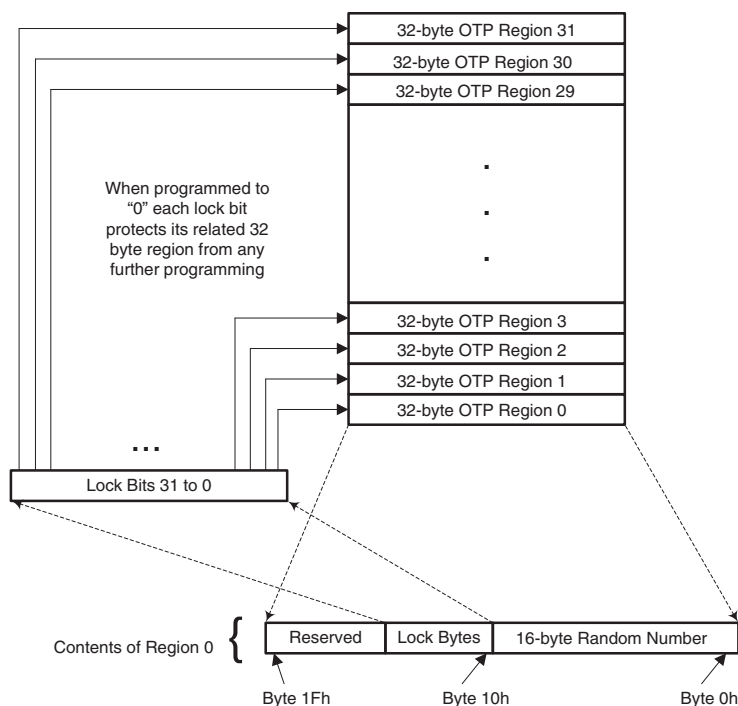 32-byte OTP Region 31
32-byte OTP Region 30
32-byte OTP Region 29
.
.
.
When programmed to
“0” each lock bit
protects its related 32
byte region from any
further programming
32-byte OTP Region 3
32-byte OTP Region 2
32-byte OTP Region 1
32-byte OTP Region 0
...
Lock Bits 31 to 0
Contents of Region 0 {
Reserved
Lock Bytes
16-byte Random Number
Byte 1Fh
Byte 10h
Byte 0h